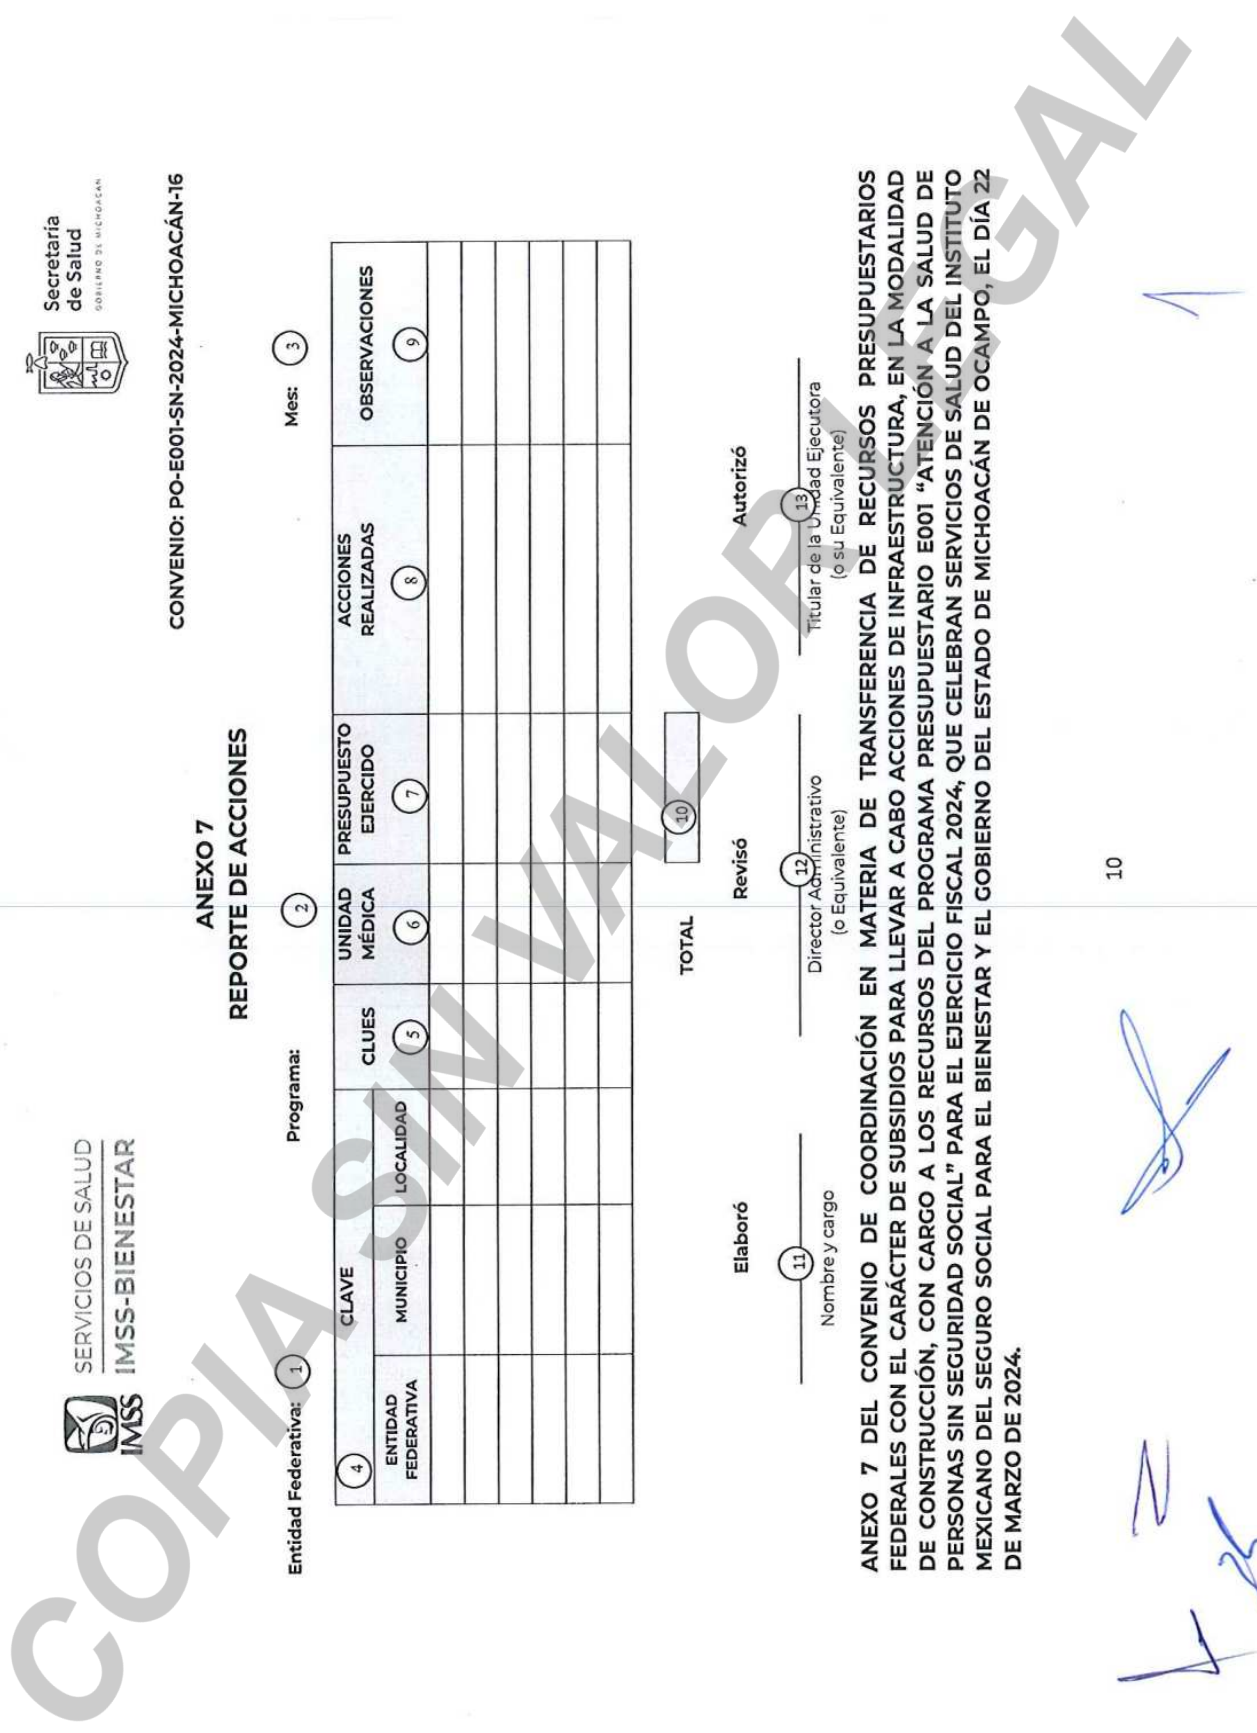 IMSS
SERVICIOS DE SALUD
IMSS-BIENESTAR
Secretaría
de Salud
GOBIERNO DE MICHOACÁN
CONVENIO: PO-E001-SN-2024-MICHOACÁN-16
ANEXO 7
REPORTE DE ACCIONES
Entidad Federativa: 1
Programa: 2
Mes: 3
4 CLAVE
ENTIDAD
FEDERATIVA
MUNICIPIO
LOCALIDAD
CLUES
5
UNIDAD
MÉDICA
6
PRESUPUESTO
EJERCIDO
7
ACCIONES
REALIZADAS
8
OBSERVACIONES
9
TOTAL 10
Elaboró
11
Nombre y cargo
Revisó
12
Director Administrativo
(o Equivalente)
Autorizó
13
Titular de la Unidad Ejecutora
(o su Equivalente)
ANEXO 7 DEL CONVENIO DE COORDINACIÓN EN MATERIA DE TRANSFERENCIA DE RECURSOS PRESUPUESTARIOS
FEDERALES CON EL CARÁCTER DE SUBSIDIOS PARA LLEVAR A CABO ACCIONES DE INFRAESTRUCTURA, EN LA MODALIDAD
DE CONSTRUCCIÓN, CON CARGO A LOS RECURSOS DEL PROGRAMA PRESUPUESTARIO E001 “ATENCIÓN A LA SALUD DE
PERSONAS SIN SEGURIDAD SOCIAL” PARA EL EJERCICIO FISCAL 2024, QUE CELEBRAN SERVICIOS DE SALUD DEL INSTITUTO
MEXICANO DEL SEGURO SOCIAL PARA EL BIENESTAR Y EL GOBIERNO DEL ESTADO DE MICHOACÁN DE OCAMPO, EL DÍA 22
DE MARZO DE 2024.
10
COPIA SIN VALOR LEGAL